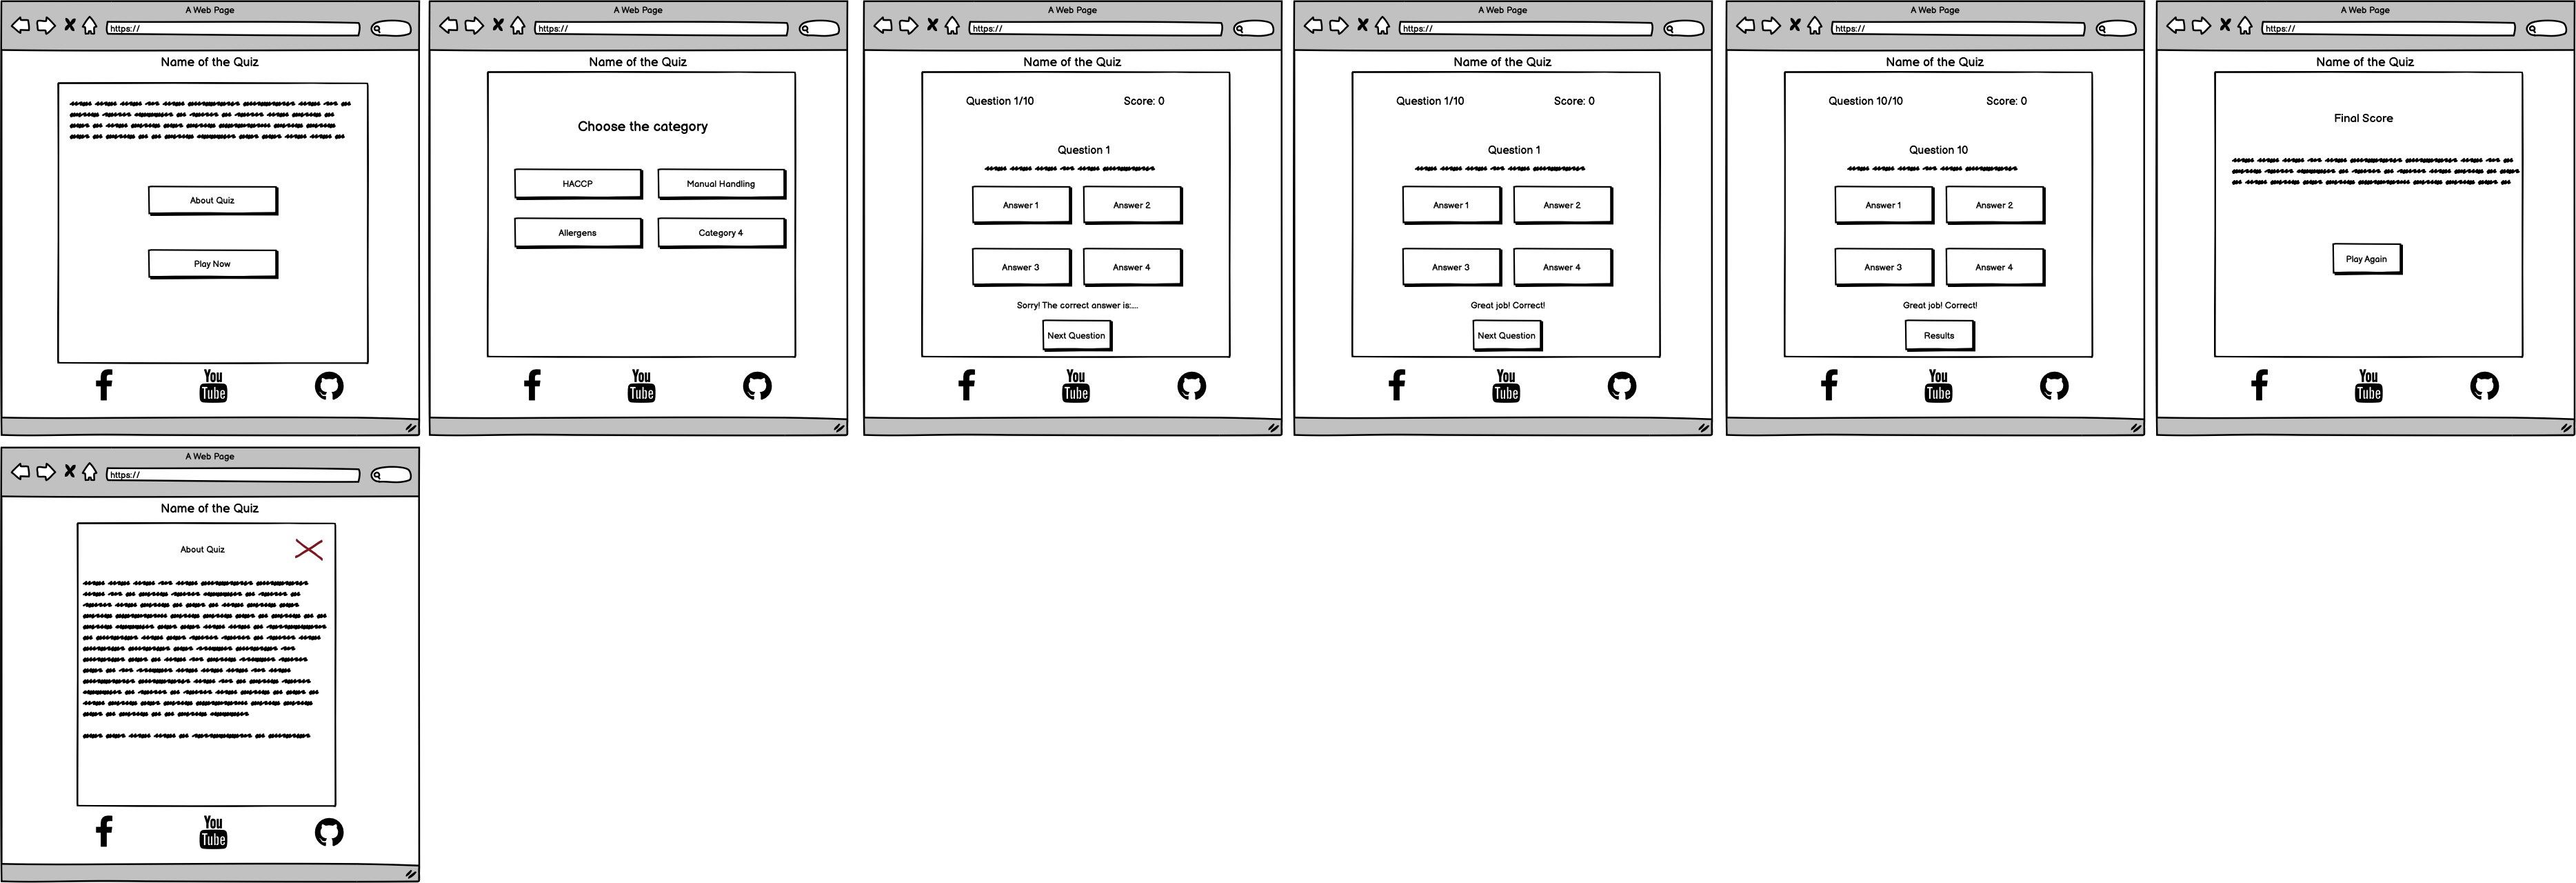 A Web Page
https://
Name of the Quiz
About Quiz
Play Now
You
Tube
A Web Page
https://
Name of the Quiz
Choose the category
HACCP
Manual Handling
Allergens
Category 4
You
Tube
A Web Page
https://
Name of the Quiz
Question 1/10
Score: 0
Question 1
Answer 1
Answer 2
Answer 3
Answer 4
Sorry! The correct answer is:....
Next Question
You
Tube
A Web Page
https://
Name of the Quiz
Question 1/10
Score: 0
Question 1
Answer 1
Answer 2
Answer 3
Answer 4
Great job! Correct!
Next Question
You
Tube
A Web Page
https://
Name of the Quiz
Question 10/10
Score: 0
Question 10
Answer 1
Answer 2
Answer 3
Answer 4
Great job! Correct!
Results
You
Tube
A Web Page
https://
Name of the Quiz
Final Score
Play Again
You
Tube
A Web Page
https://
Name of the Quiz
About Quiz
You
Tube